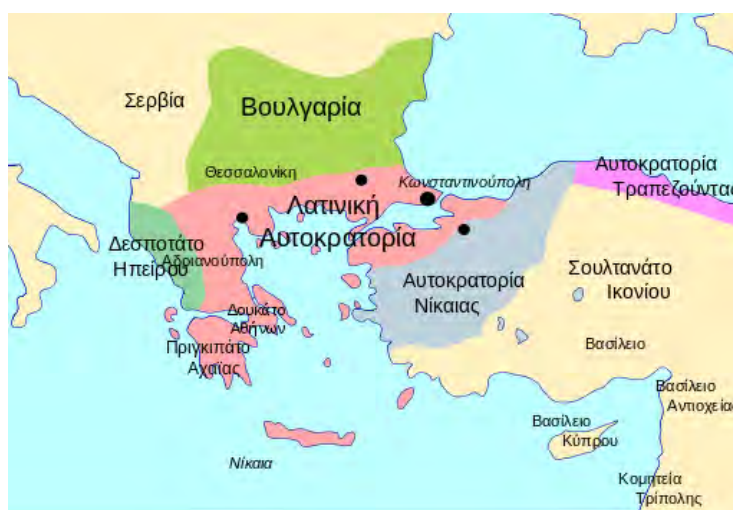 Σερβία
Βουλγαρία
Θεσσαλονίκη
Κωνσταντινούπολη
Αυτοκρατορία
Τραπεζούντας
Λατινική
Αυτοκρατορία
Δεσποτάτο
Ηπείρου
Αδριανούπολη
Αυτοκρατορία
Νίκαιας
Σουλτανάτο
Ικονίου
Δουκάτο
Αθήνων
Πριγκιπάτο
Αχαΐας
Βασίλειο
Βασίλειο
Αντιοχείας
Βασίλειο
Κύπρου
Νίκαια
Κομητεία
Τρίπολης